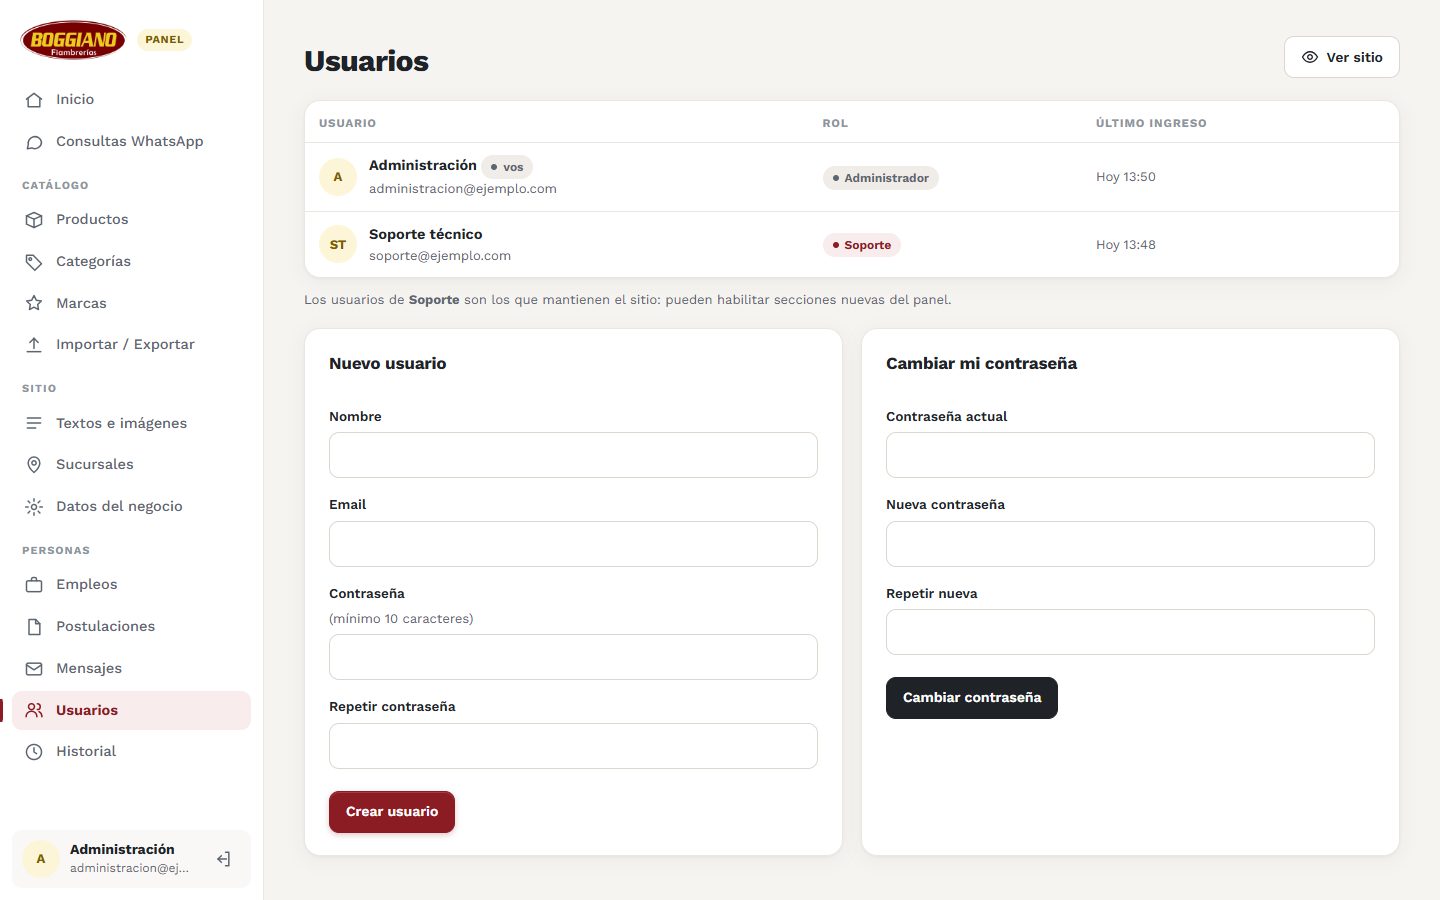 BOGGIANO
Fiambrerías
PANEL
Inicio
Consultas WhatsApp
CATÁLOGO
Productos
Categorías
Marcas
Importar / Exportar
SITIO
Textos e imágenes
Sucursales
Datos del negocio
PERSONAS
Empleos
Postulaciones
Mensajes
Usuarios
Historial
A
Administración
administracion@ej...
Usuarios
Ver sitio
USUARIO ROL ÚLTIMO INGRESO
A Administración vos Administrador Hoy 13:50
administracion@ejemplo.com
ST Soporte técnico Soporte Hoy 13:48
soporte@ejemplo.com
Los usuarios de Soporte son los que mantienen el sitio: pueden habilitar secciones nuevas del panel.
Nuevo usuario
Nombre
Email
Contraseña
(mínimo 10 caracteres)
Repetir contraseña
Crear usuario
Cambiar mi contraseña
Contraseña actual
Nueva contraseña
Repetir nueva
Cambiar contraseña